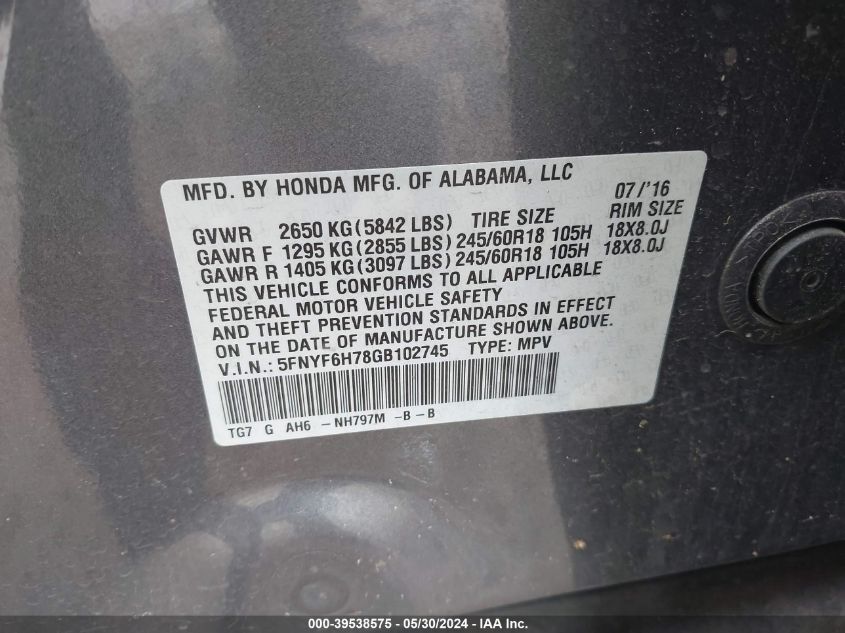 MFD. BY HONDA MFG. OF ALABAMA, LLC 07/'16
GVWR 2650 KG (5842 LBS) TIRE SIZE RIM SIZE
GAWR F 1295 KG (2855 LBS) 245/60R18 105H 18X8.0J
GAWR R 1405 KG (3097 LBS) 245/60R18 105H 18X8.0J
THIS VEHICLE CONFORMS TO ALL APPLICABLE
FEDERAL MOTOR VEHICLE SAFETY
AND THEFT PREVENTION STANDARDS IN EFFECT
ON THE DATE OF MANUFACTURE SHOWN ABOVE.
V.I.N.: 5FNYF6H78GB102745 TYPE: MPV
TG7 G AH6 -NH797M -B -B
000-39538575 - 05/30/2024 - IAA Inc.